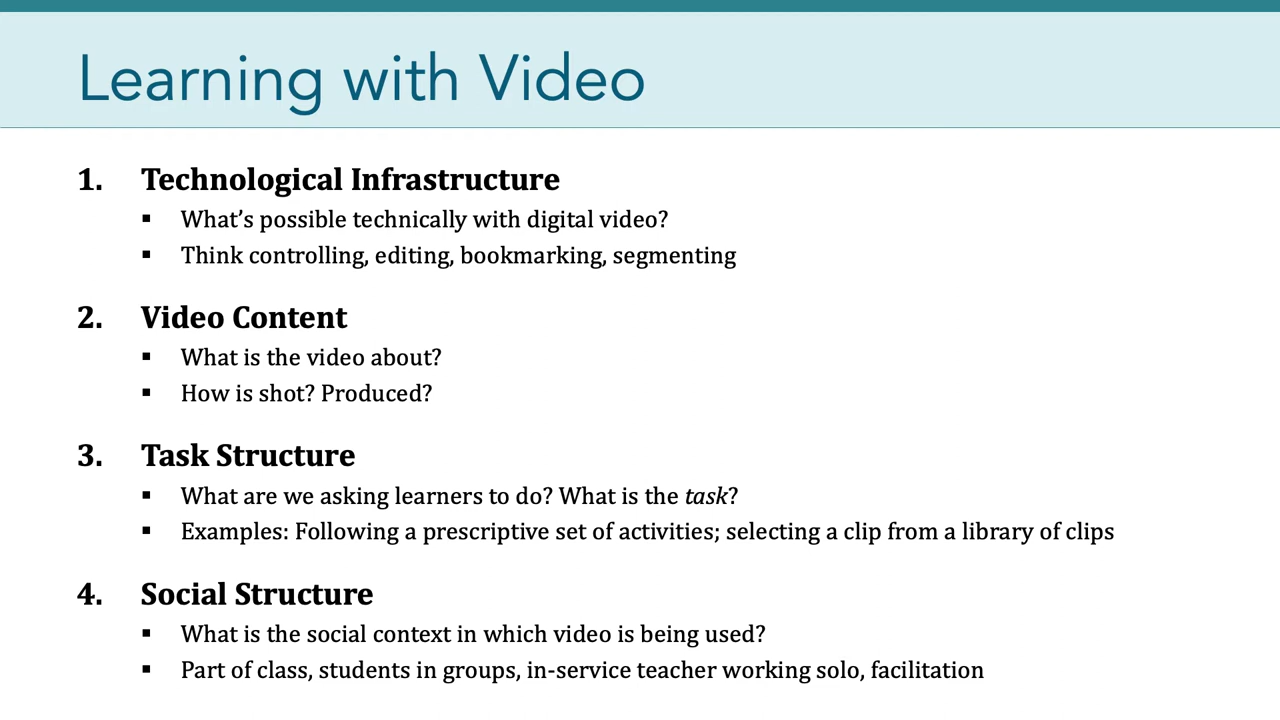 Learning with Video
1. Technological Infrastructure
▪ What's possible technically with digital video?
▪ Think controlling, editing, bookmarking, segmenting
2. Video Content
▪ What is the video about?
▪ How is shot? Produced?
3. Task Structure
▪ What are we asking learners to do? What is the task?
▪ Examples: Following a prescriptive set of activities; selecting a clip from a library of clips
4. Social Structure
▪ What is the social context in which video is being used?
▪ Part of class, students in groups, in-service teacher working solo, facilitation